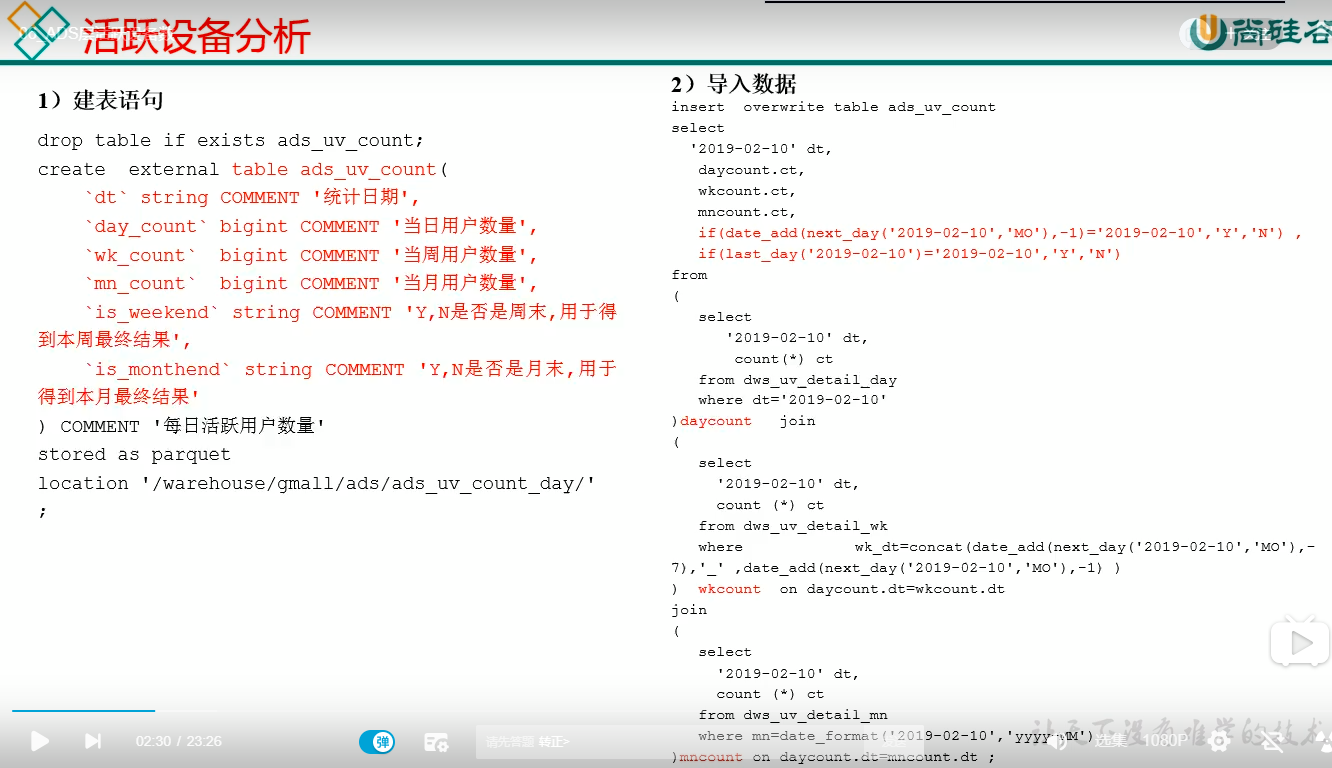 活跃设备分析
尚硅谷
1）建表语句
drop table if exists ads_uv_count;
create  external table ads_uv_count(
`dt` string COMMENT '统计日期',
`day_count` bigint COMMENT '当日用户数量',
`wk_count`  bigint COMMENT '当周用户数量',
`mn_count`  bigint COMMENT '当月用户数量',
`is_weekend` string COMMENT 'Y,N是否是周末,用于得
到本周最终结果',
`is_monthend` string COMMENT 'Y,N是否是月末,用于
得到本月最终结果'
) COMMENT '每日活跃用户数量'
stored as parquet
location '/warehouse/gmall/ads/ads_uv_count_day/'
;
2）导入数据
insert  overwrite table ads_uv_count
select
'2019-02-10' dt,
daycount.ct,
wkcount.ct,
mncount.ct,
if(date_add(next_day('2019-02-10','MO'),-1)='2019-02-10','Y','N') ,
if(last_day('2019-02-10')='2019-02-10','Y','N')
from
(
select
'2019-02-10' dt,
count(*) ct
from dws_uv_detail_day
where dt='2019-02-10'
)daycount   join
(
select
'2019-02-10' dt,
count (*) ct
from dws_uv_detail_wk
where            wk_dt=concat(date_add(next_day('2019-02-10','MO'),-
7),'_' ,date_add(next_day('2019-02-10','MO'),-1) )
)  wkcount  on daycount.dt=wkcount.dt
join
(
select
'2019-02-10' dt,
count (*) ct
from dws_uv_detail_mn
where mn=date_format('2019-02-10','yyyy-MM')
)mncount on daycount.dt=mncount.dt ;
让天下没有难学的技术
02:30 / 23:26
弹
请先答题 转正>
选集
1080P